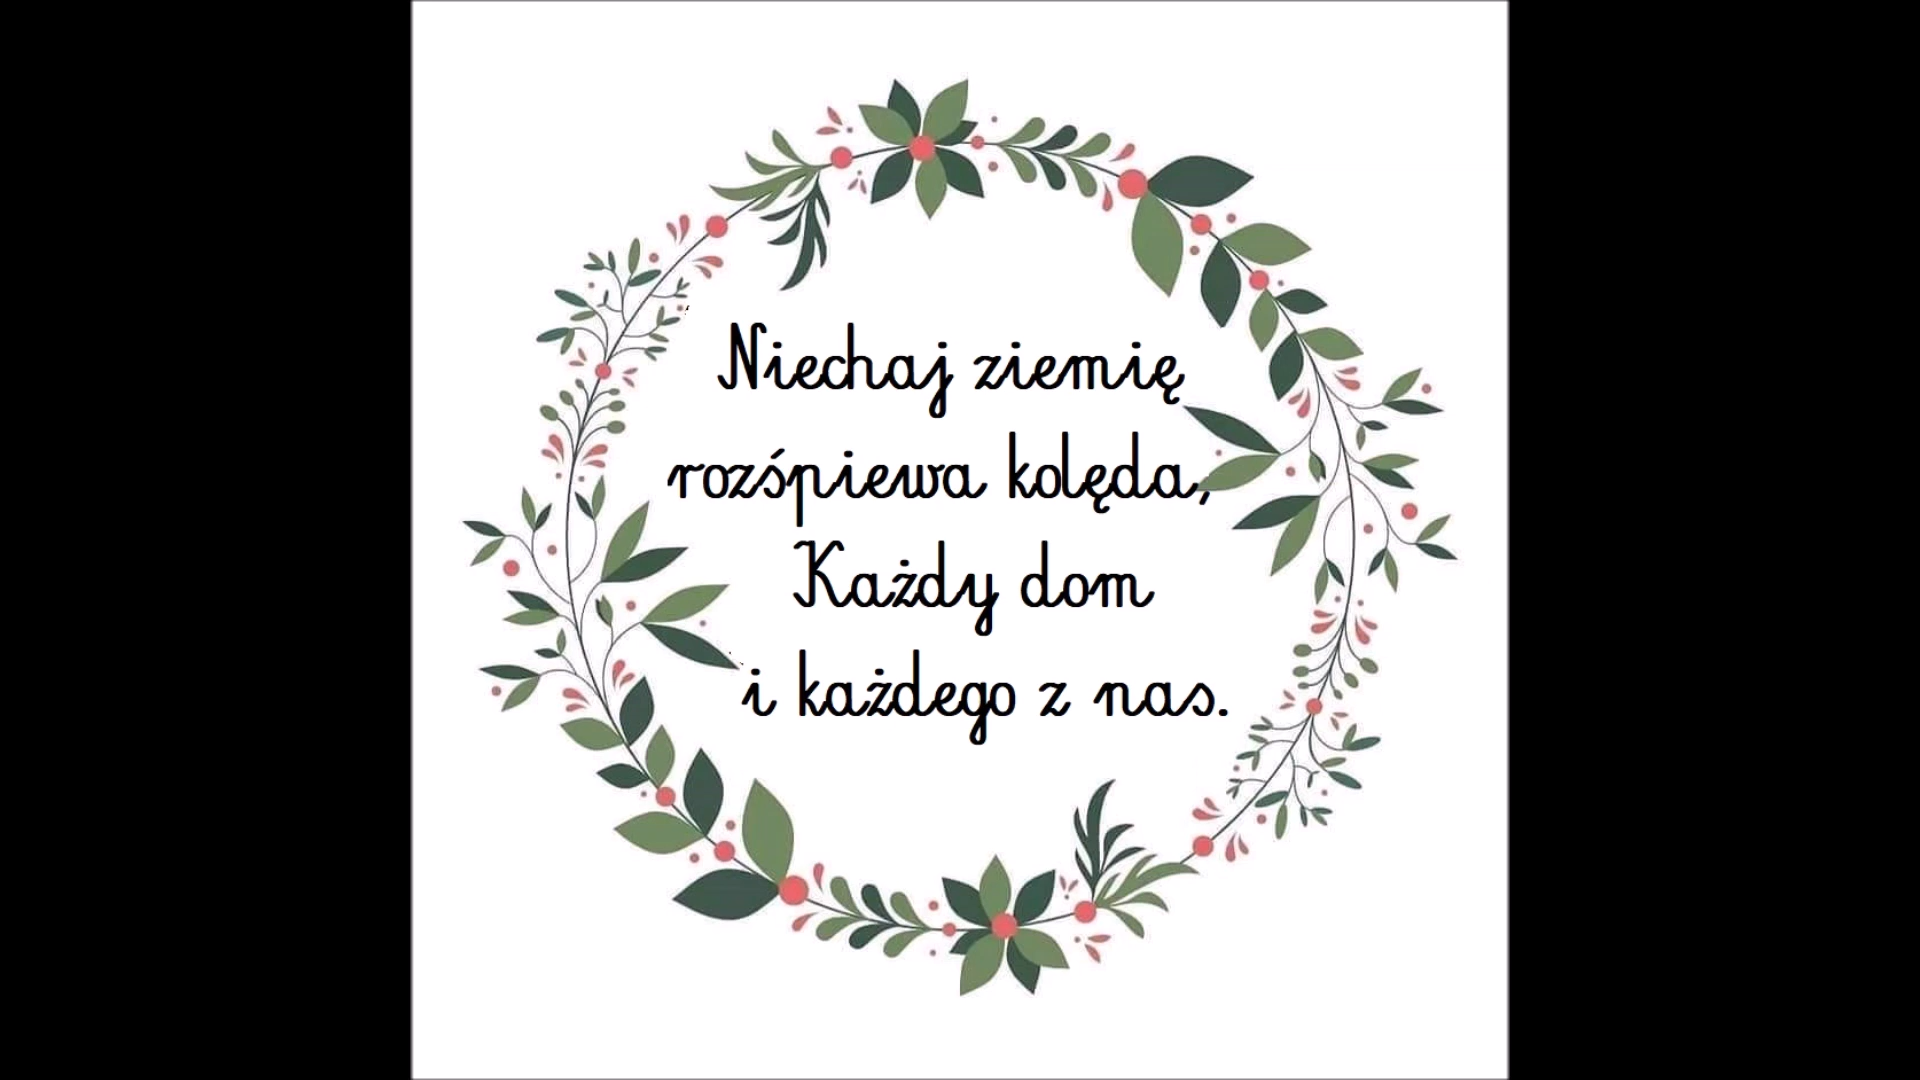 Niechaj ziemię
rozśpiewa kolęda,
Każdy dom
i każdego z nas.